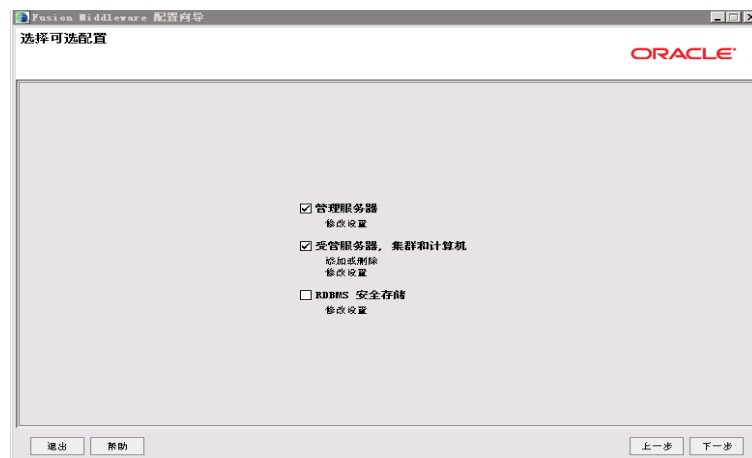 Fusion Middleware 配置向导
选择可选配置
ORACLE
管理服务器
修改设置
受管服务器, 集群和计算机
添加或删除
修改设置
RDBMS 安全存储
修改设置
退出 帮助 上一步 下一步